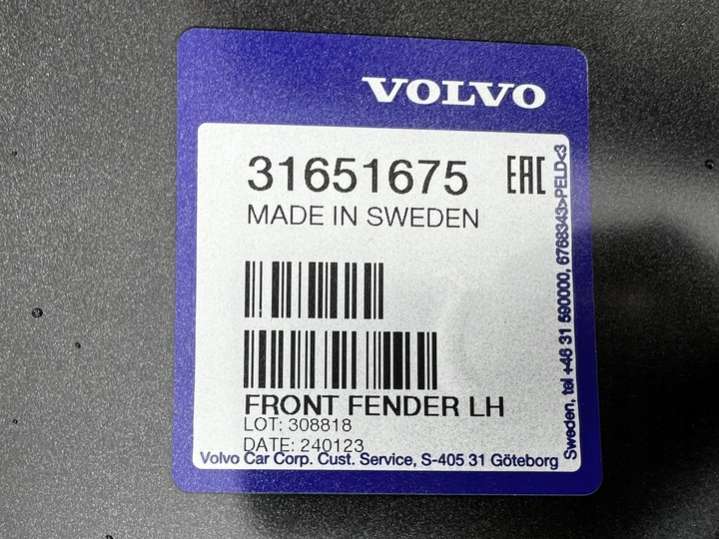 VOLVO
31651675
EAC
MADE IN SWEDEN
FRONT FENDER LH
LOT: 308818
DATE: 240123
Volvo Car Corp. Cust. Service, S-405 31 Göteborg
Sweden, tel +46 31 590000, 6768343>PELD<3